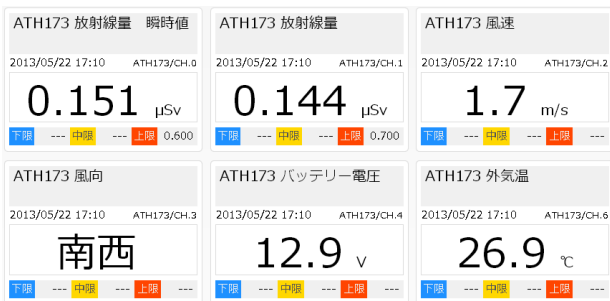 ATH173 放射線量　瞬時値
2013/05/22 17:10 ATH173/CH.0
0.151 μSv
下限 --- 中限 --- 上限 0.600
ATH173 放射線量
2013/05/22 17:10 ATH173/CH.1
0.144 μSv
下限 --- 中限 --- 上限 0.700
ATH173 風速
2013/05/22 17:10 ATH173/CH.2
1.7 m/s
下限 --- 中限 --- 上限 ---
ATH173 風向
2013/05/22 17:10 ATH173/CH.3
南西
下限 --- 中限 --- 上限 ---
ATH173 バッテリー電圧
2013/05/22 17:10 ATH173/CH.4
12.9 V
下限 --- 中限 --- 上限 ---
ATH173 外気温
2013/05/22 17:10 ATH173/CH.6
26.9 ℃
下限 --- 中限 --- 上限 ---